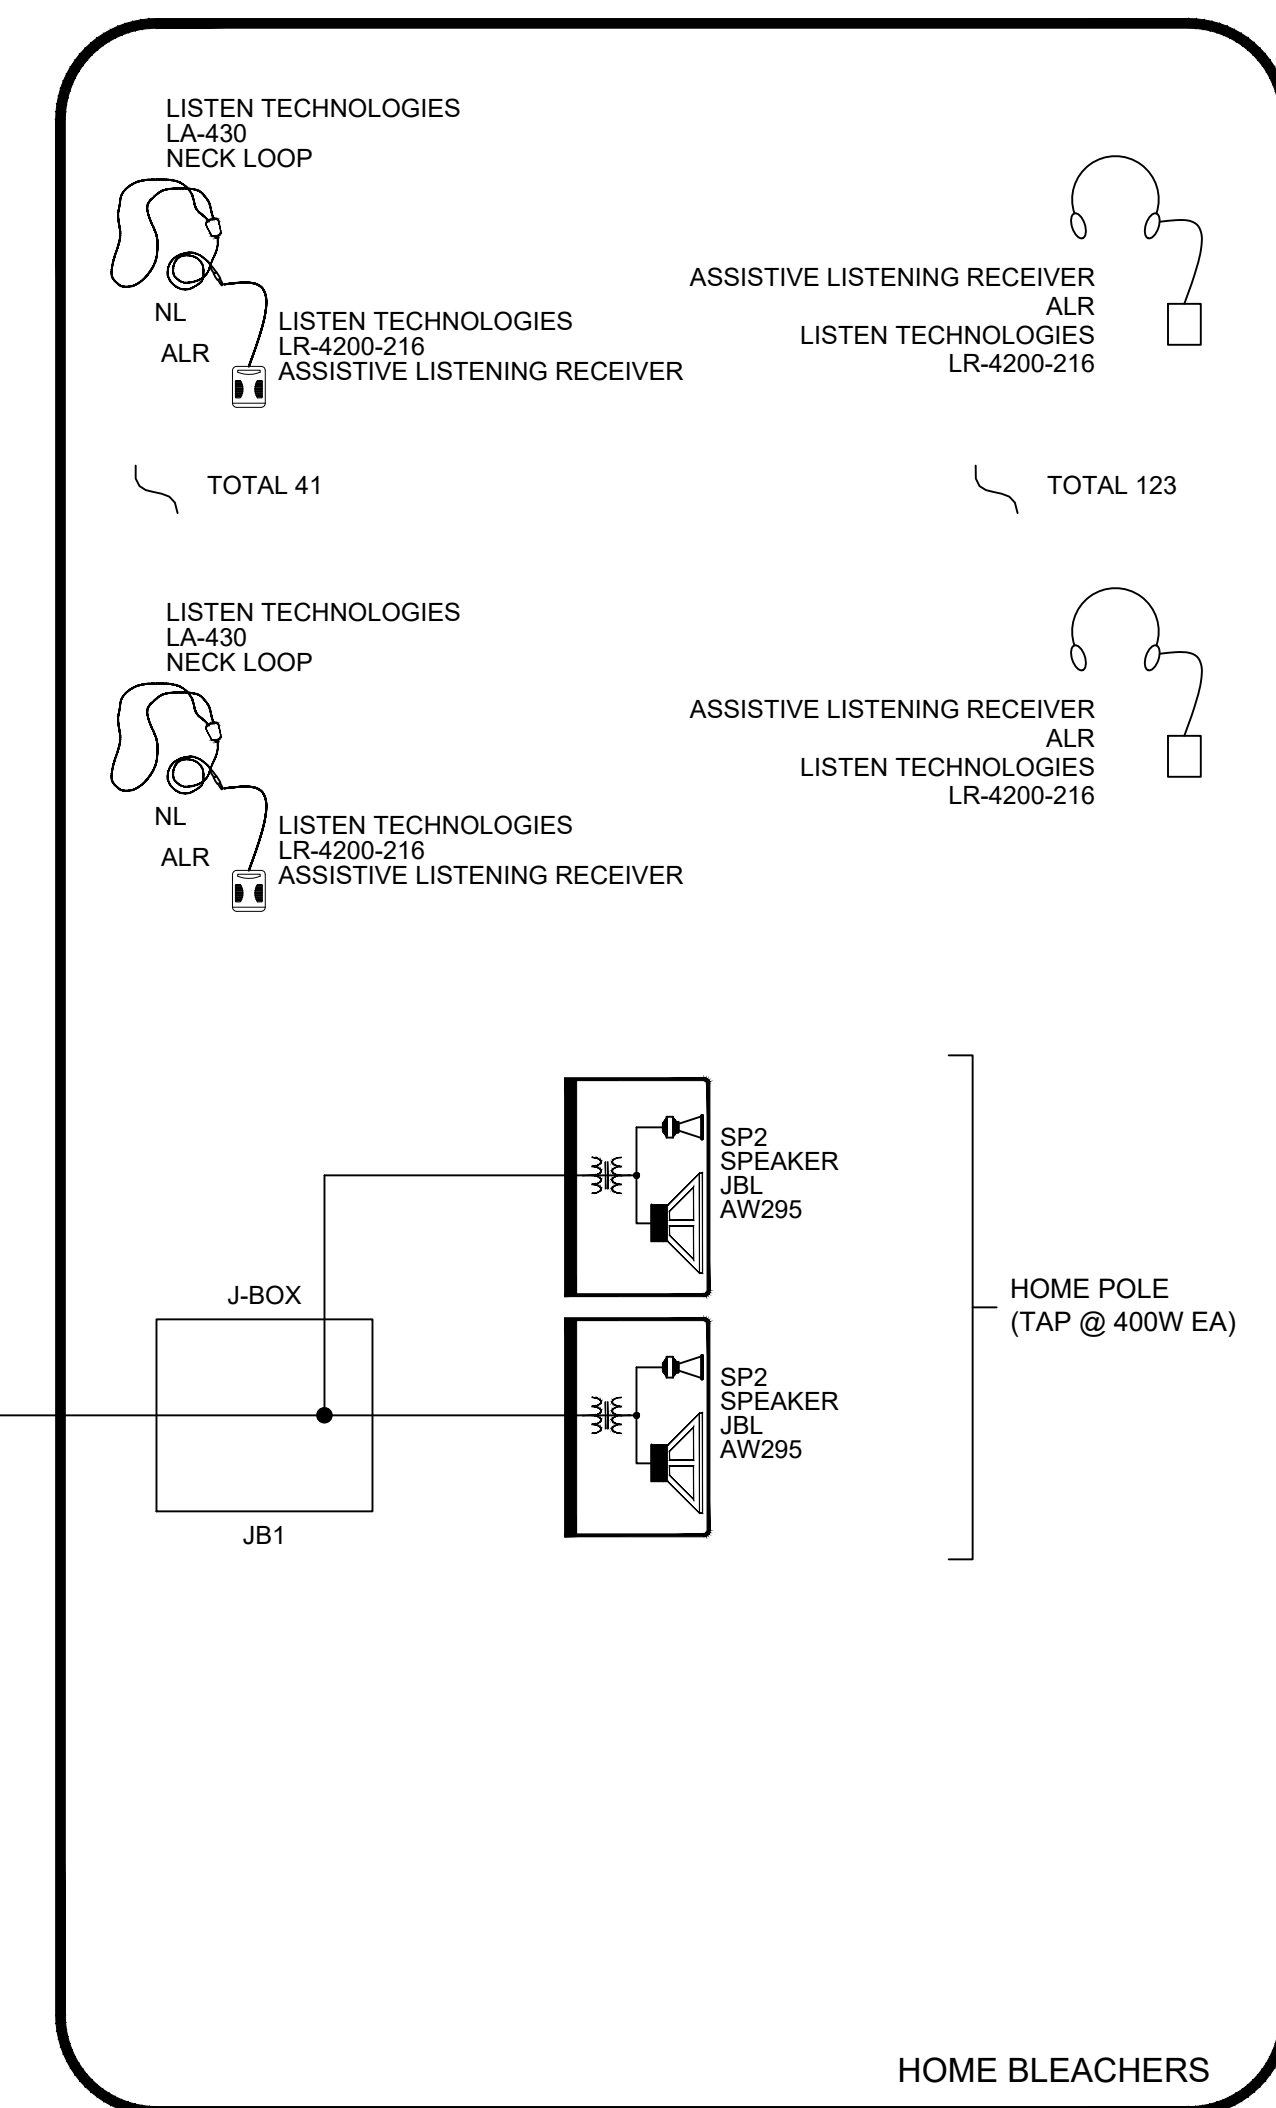 LISTEN TECHNOLOGIES
LA-430
NECK LOOP
NL
ALR
LISTEN TECHNOLOGIES
LR-4200-216
ASSISTIVE LISTENING RECEIVER
ASSISTIVE LISTENING RECEIVER
ALR
LISTEN TECHNOLOGIES
LR-4200-216
TOTAL 41
TOTAL 123
LISTEN TECHNOLOGIES
LA-430
NECK LOOP
NL
ALR
LISTEN TECHNOLOGIES
LR-4200-216
ASSISTIVE LISTENING RECEIVER
ASSISTIVE LISTENING RECEIVER
ALR
LISTEN TECHNOLOGIES
LR-4200-216
SP2
SPEAKER
JBL
AW295
J-BOX
JB1
SP2
SPEAKER
JBL
AW295
HOME POLE
(TAP @ 400W EA)
HOME BLEACHERS